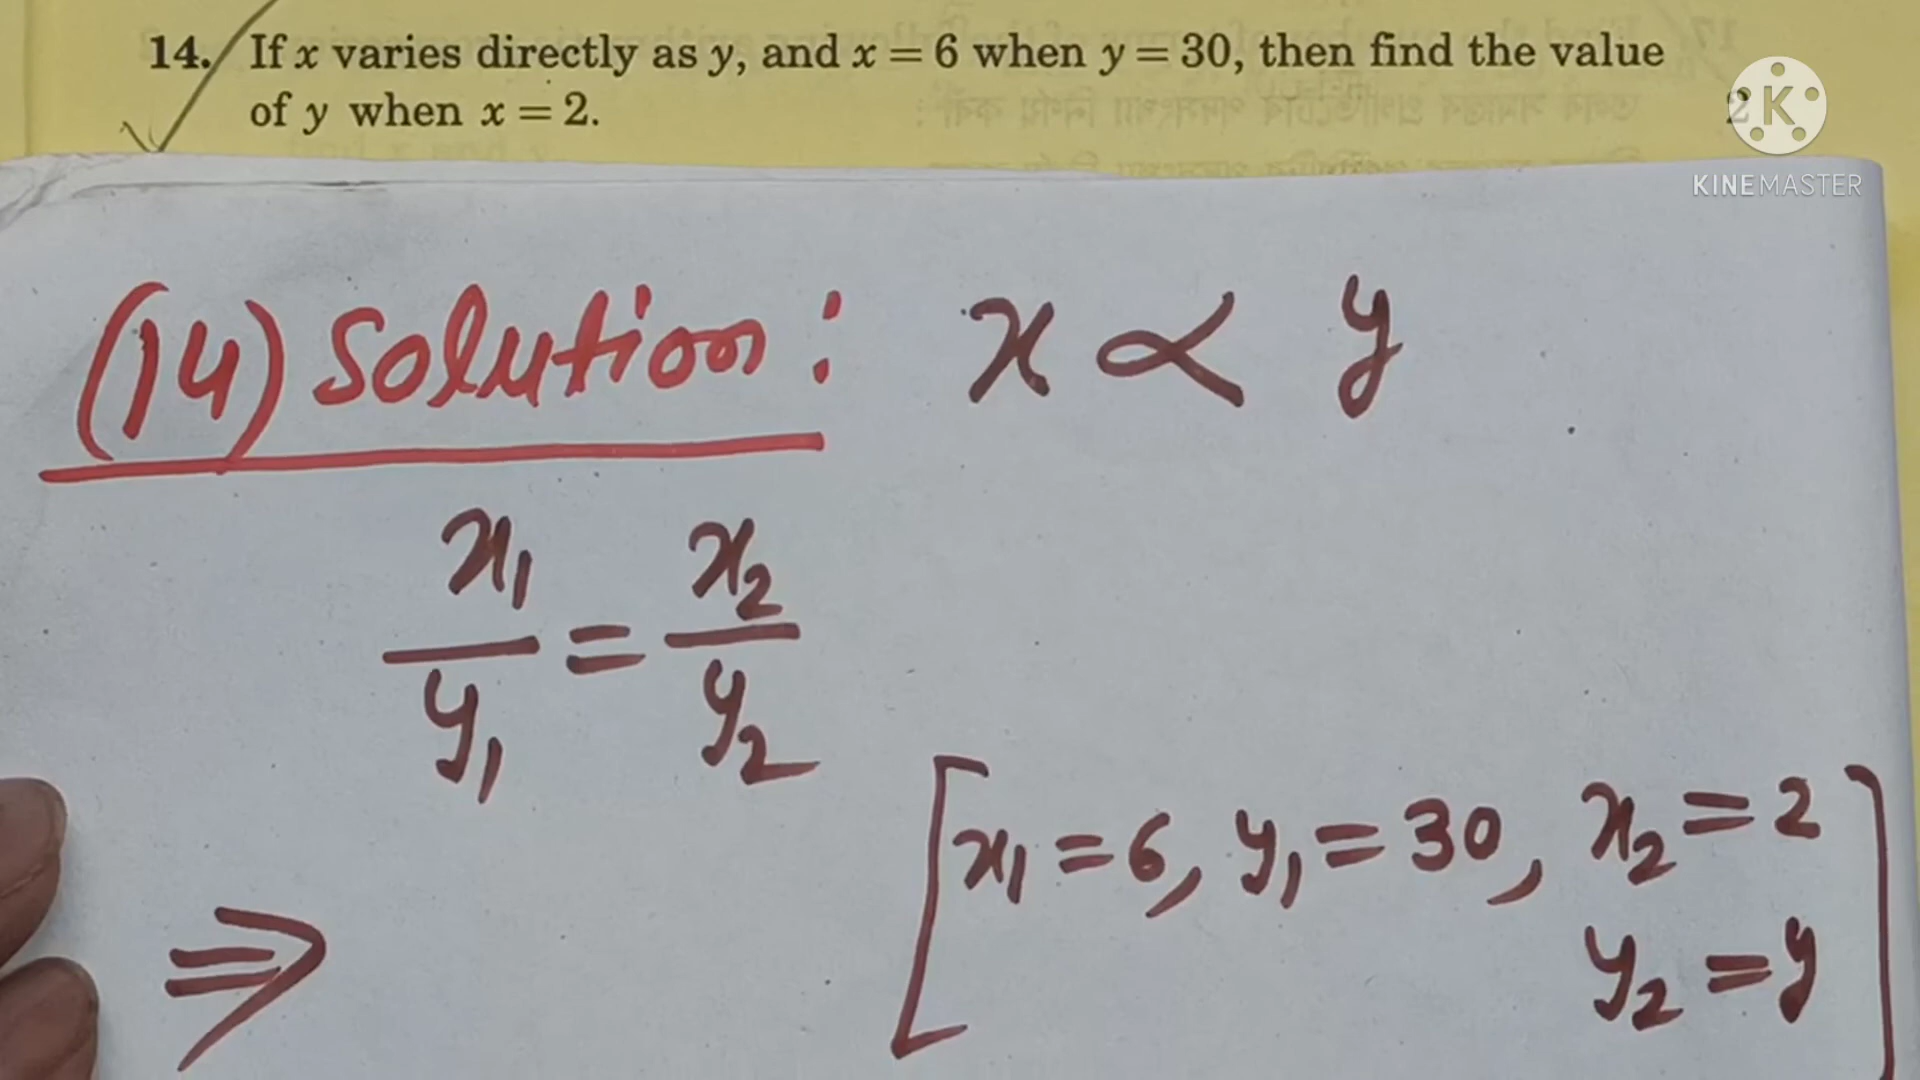 14. If x varies directly as y, and x = 6 when y = 30, then find the value
of y when x = 2.
2
K
KINEMASTER
(14) Solution : x ∝ y
x₁/y₁ = x₂/y₂
[x₁ = 6, y₁ = 30, x₂ = 2
⇒ y₂ = y]